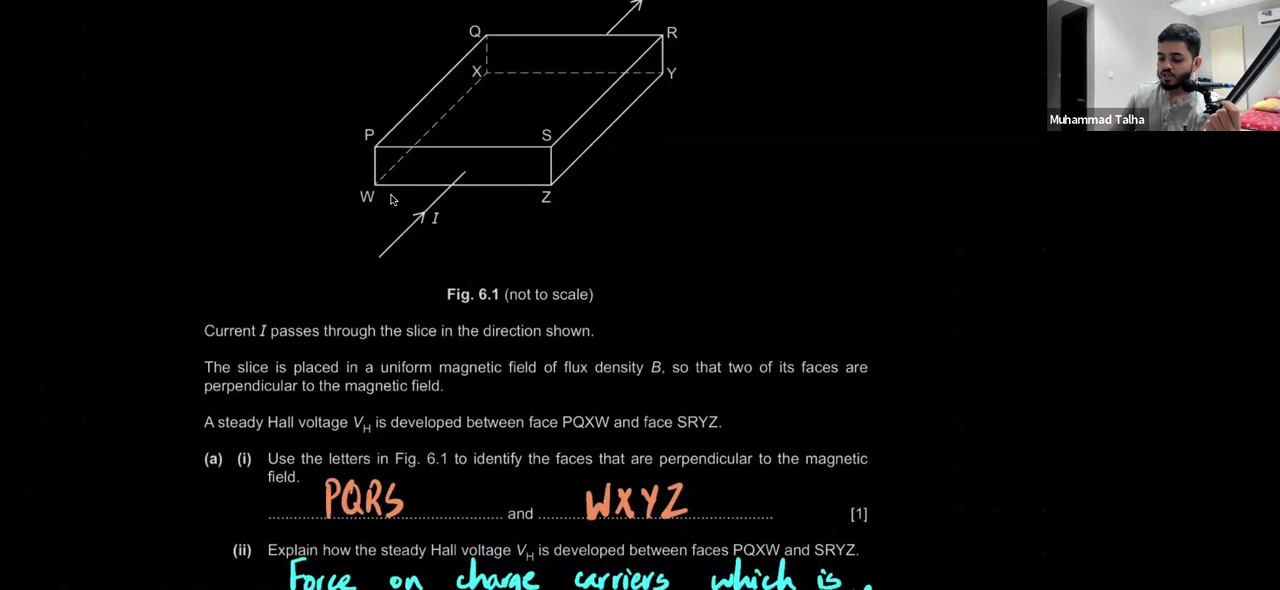 Q
R
X
Y
P
S
W
Z
I
Muhammad Talha
Fig. 6.1 (not to scale)
Current I passes through the slice in the direction shown.
The slice is placed in a uniform magnetic field of flux density B, so that two of its faces are
perpendicular to the magnetic field.
A steady Hall voltage VH is developed between face PQXW and face SRYZ.
(a) (i) Use the letters in Fig. 6.1 to identify the faces that are perpendicular to the magnetic
field.
PQRS and WXYZ [1]
(ii) Explain how the steady Hall voltage VH is developed between faces PQXW and SRYZ.
Force on charge carriers which is